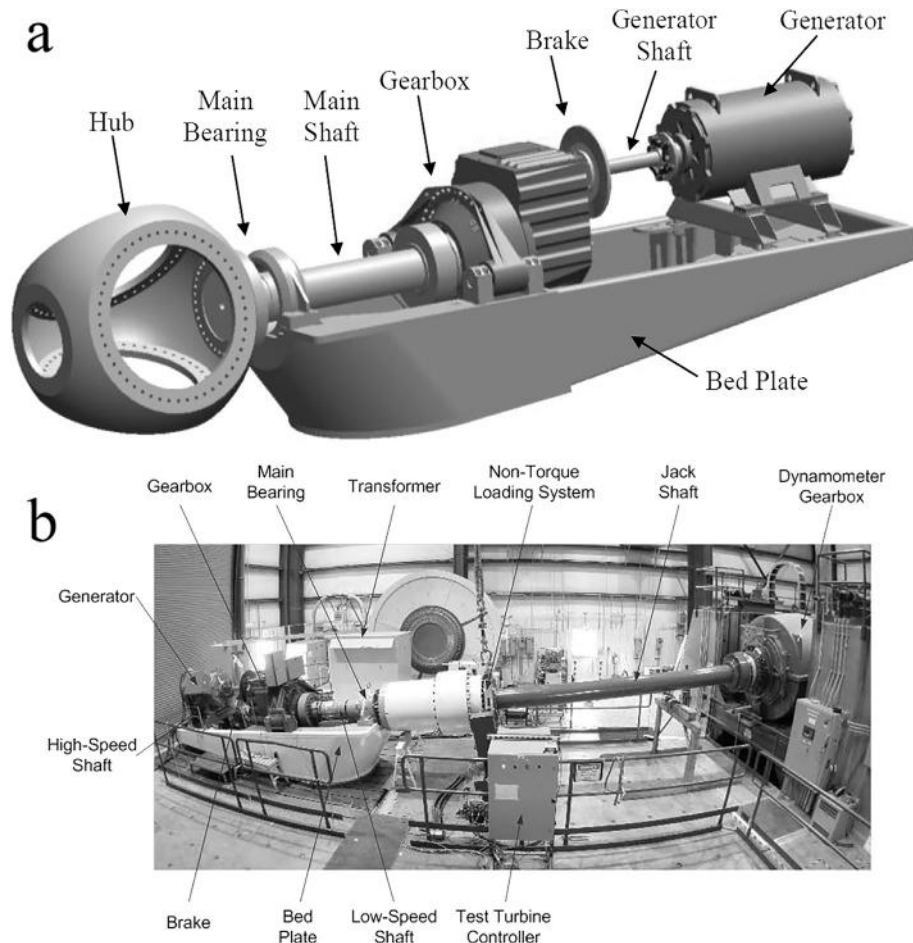 a
Brake
Generator
Shaft
Generator
Gearbox
Main
Shaft
Main
Bearing
Hub
Bed Plate
b
Gearbox
Main
Bearing
Transformer
Non-Torque
Loading System
Jack
Shaft
Dynamometer
Gearbox
Generator
High-Speed
Shaft
Brake
Bed
Plate
Low-Speed
Shaft
Test Turbine
Controller